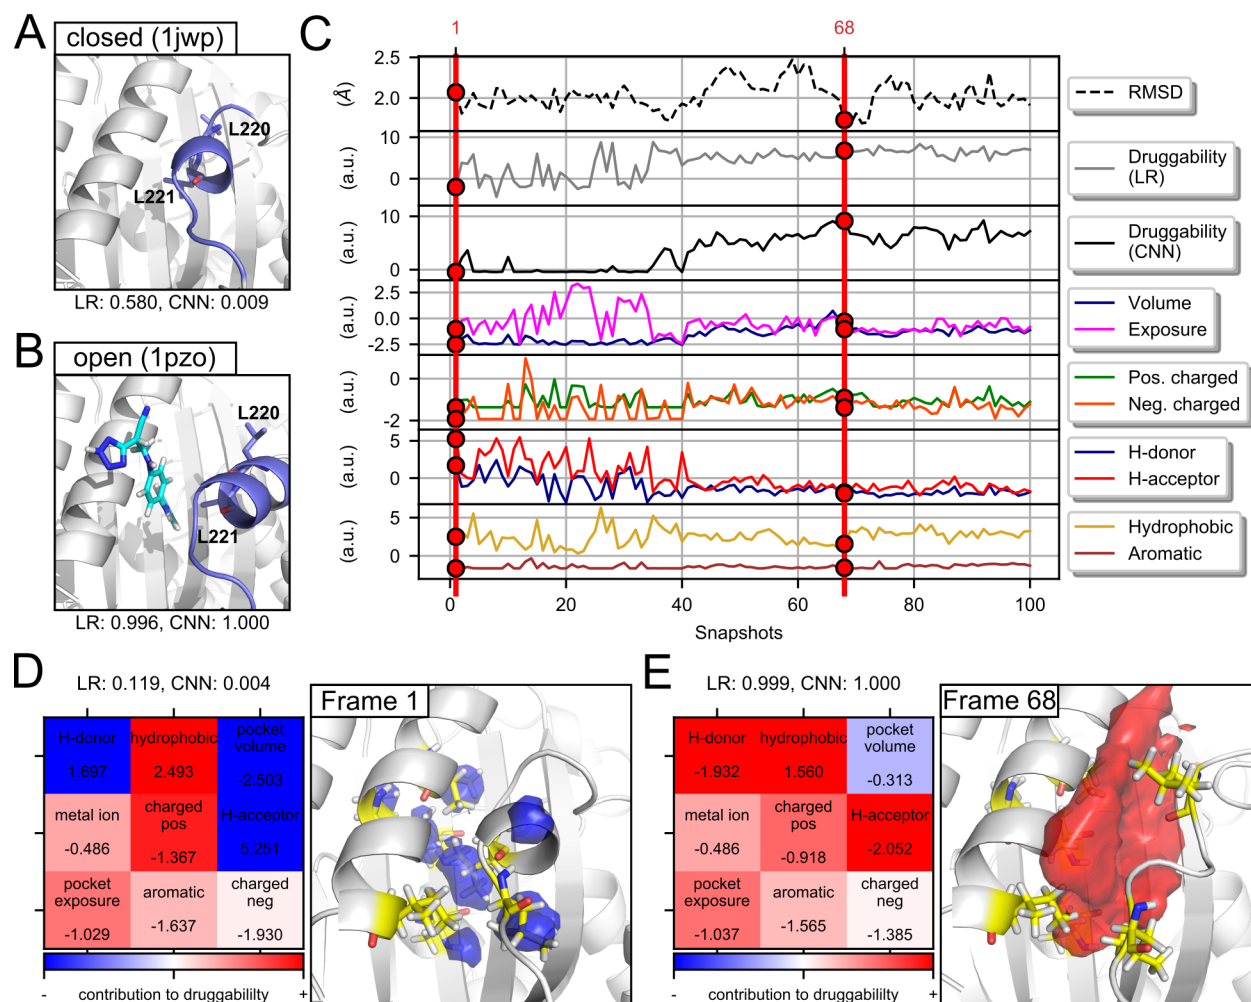 A
closed (1jwp)
L220
L221
LR: 0.580, CNN: 0.009
B
open (1pzo)
L220
L221
LR: 0.996, CNN: 1.000
C
1
68
2.5
2.0
(Å)
RMSD
10
0
(a.u.)
Druggability
(LR)
10
0
(a.u.)
Druggability
(CNN)
2.5
0.0
-2.5
(a.u.)
Volume
Exposure
0
-2
(a.u.)
Pos. charged
Neg. charged
5
0
(a.u.)
H-donor
H-acceptor
5
0
(a.u.)
Hydrophobic
Aromatic
0 20 40 60 80 100
Snapshots
D
LR: 0.119, CNN: 0.004
H-donor
1.697
hydrophobic
2.493
pocket
volume
-2.503
metal ion
-0.486
charged
pos
-1.367
H-acceptor
5.251
pocket
exposure
-1.029
aromatic
-1.637
charged
neg
-1.930
- contribution to druggabililty +
Frame 1
E
LR: 0.999, CNN: 1.000
H-donor
-1.932
hydrophobic
1.560
pocket
volume
-0.313
metal ion
-0.486
charged
pos
-0.918
H-acceptor
-2.052
pocket
exposure
-1.037
aromatic
-1.565
charged
neg
-1.385
- contribution to druggabililty +
Frame 68